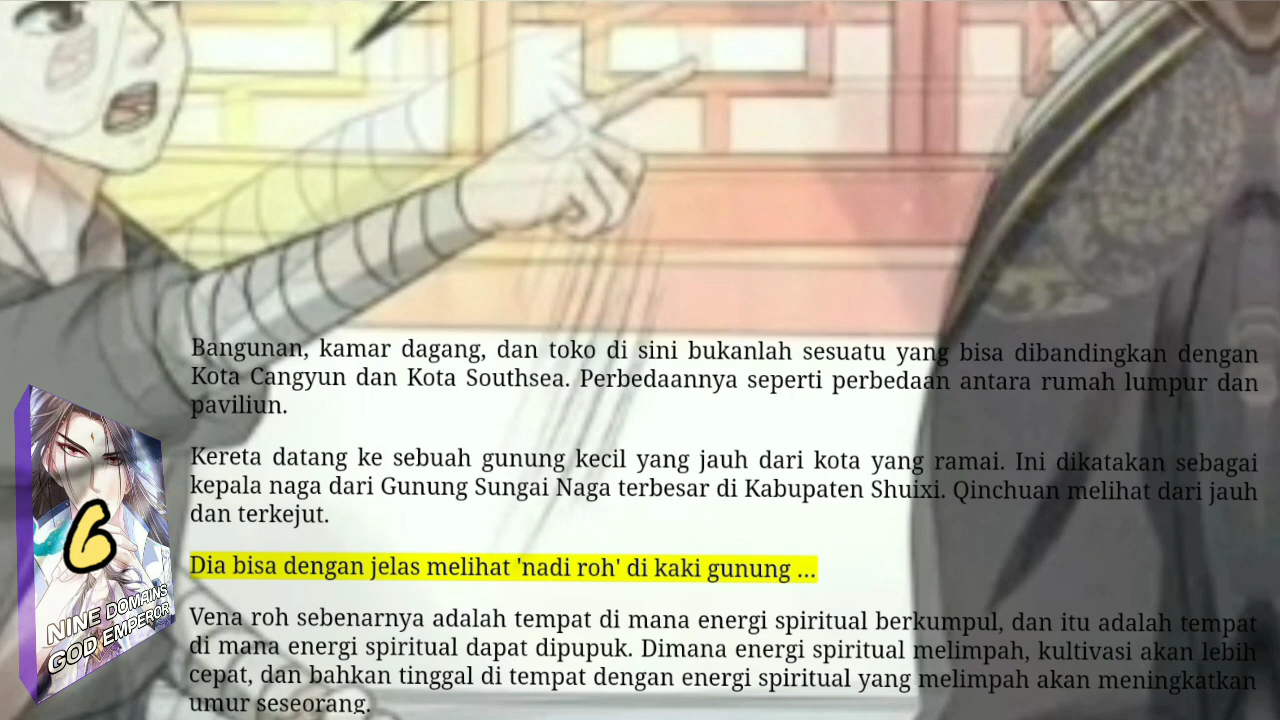 Bangunan, kamar dagang, dan toko di sini bukanlah sesuatu yang bisa dibandingkan dengan
Kota Cangyun dan Kota Southsea. Perbedaannya seperti perbedaan antara rumah lumpur dan
paviliun.
Kereta datang ke sebuah gunung kecil yang jauh dari kota yang ramai. Ini dikatakan sebagai
kepala naga dari Gunung Sungai Naga terbesar di Kabupaten Shuixi. Qinchuan melihat dari jauh
dan terkejut.
Dia bisa dengan jelas melihat 'nadi roh' di kaki gunung ...
Vena roh sebenarnya adalah tempat di mana energi spiritual berkumpul, dan itu adalah tempat
di mana energi spiritual dapat dipupuk. Dimana energi spiritual melimpah, kultivasi akan lebih
cepat, dan bahkan tinggal di tempat dengan energi spiritual yang melimpah akan meningkatkan
umur seseorang.
6
NINE DOMAINS
GOD EMPEROR